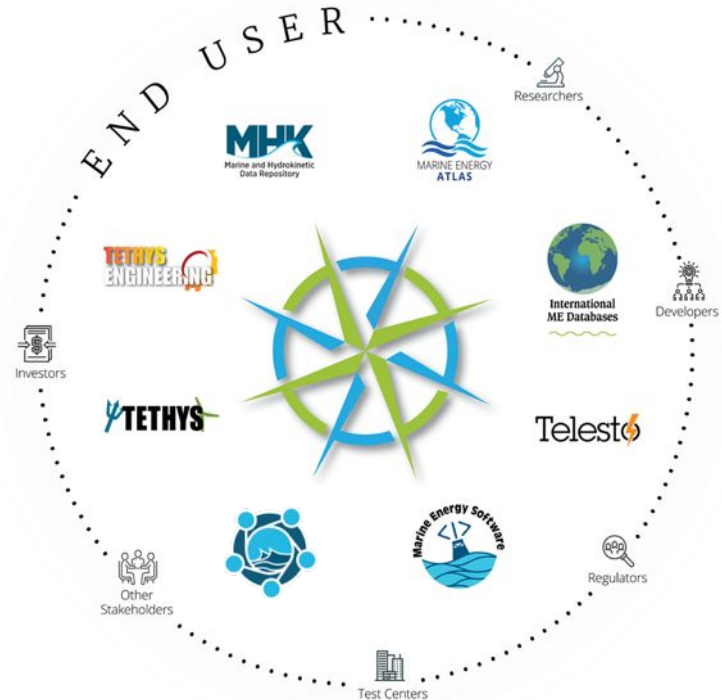 END USER
Researchers
MHK
Marine and Hydrokinetic
Data Repository
MARINE ENERGY
ATLAS
TETHYS
ENGINEERING
International
ME Databases
Developers
Investors
TETHYS
Telesto
Marine Energy Software
</>
Regulators
Other
Stakeholders
Test Centers